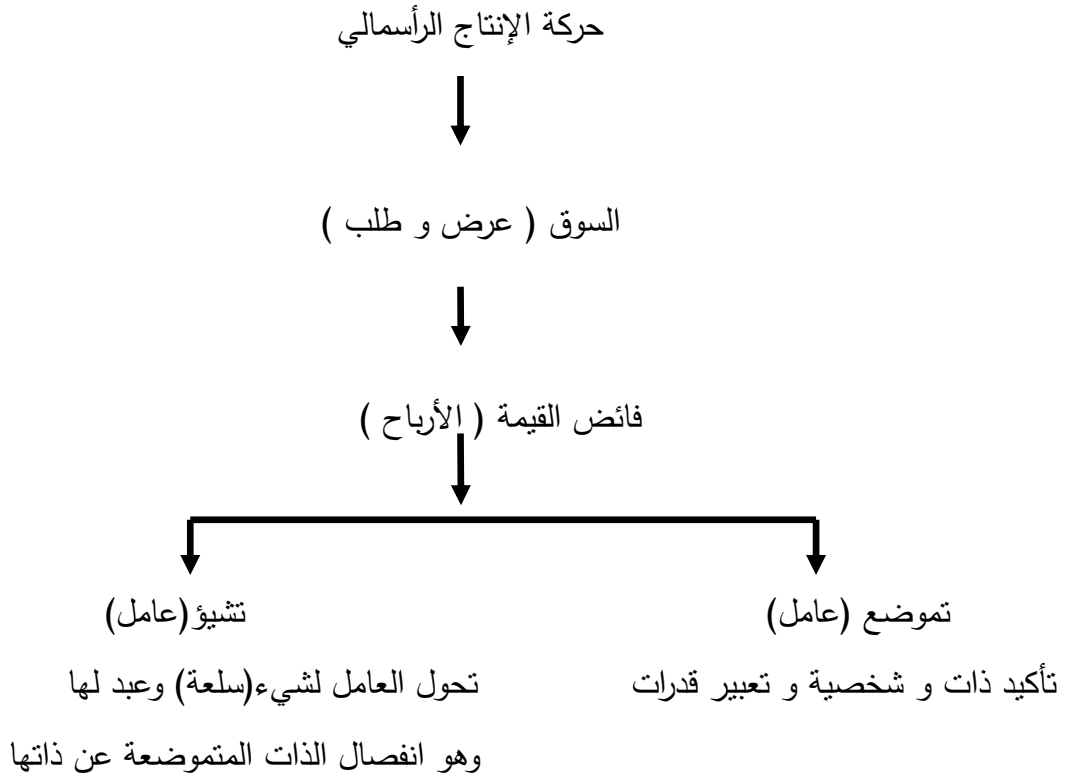 حركة الإنتاج الرأسمالي
السوق ( عرض و طلب )
فائض القيمة ( الأرباح )
تموضع (عامل)
تأكيد ذات و شخصية و تعبير قدرات
تشيؤ(عامل)
تحول العامل لشيء(سلعة) وعبد لها
وهو انفصال الذات المتموضعة عن ذاتها